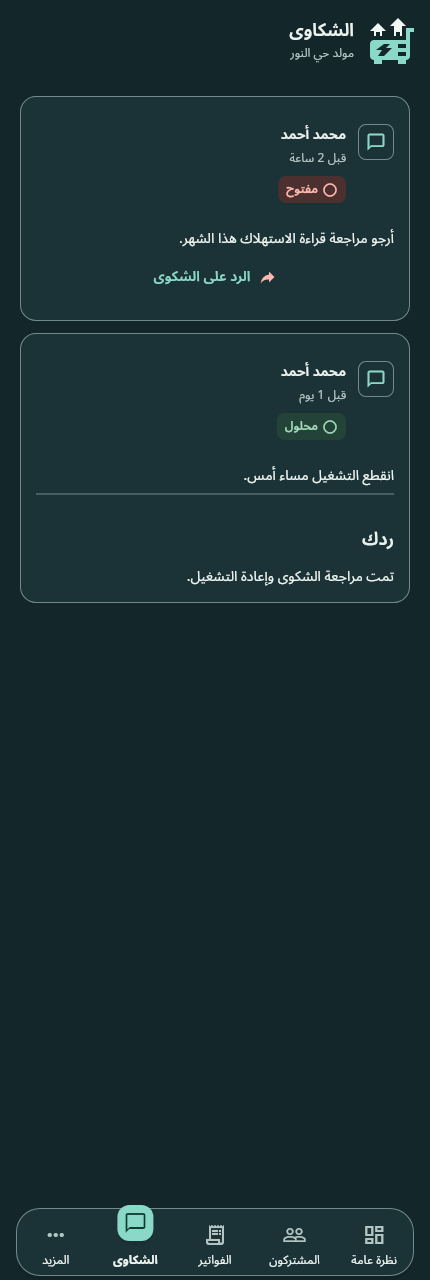 الشكاوى
مولد حي النور
محمد أحمد
قبل 2 ساعة
مفتوح
أرجو مراجعة قراءة الاستهلاك هذا الشهر.
الرد على الشكوى
محمد أحمد
قبل 1 يوم
محلول
انقطع التشغيل مساء أمس.
ردك
تمت مراجعة الشكوى وإعادة التشغيل.
نظرة عامة
المشتركون
الفواتير
الشكاوى
المزيد